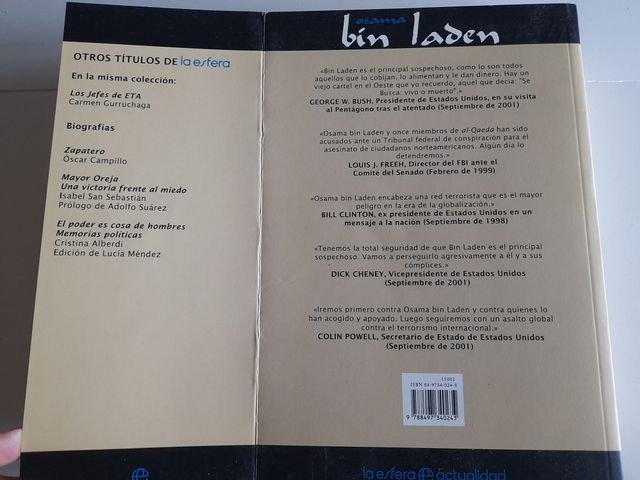 OTROS TÍTULOS DE la esfera
En la misma colección:
Los Jefes de ETA
Carmen Gurruchaga
Biografías
Zapatero
Óscar Campillo
Mayor Oreja
Una victoria frente al miedo
Isabel San Sebastián
Prólogo de Adolfo Suárez
El poder es cosa de hombres
Memorias políticas
Cristina Alberdi
Edición de Lucía Méndez
osama
bin laden
«Bin Laden es el principal sospechoso, como lo son todos
aquellos que lo cobijan, lo alimentan y le dan dinero. Hay un
viejo cartel en el Oeste que yo recuerdo, aquel que decía: "Se
Busca: vivo o muerto".»
GEORGE W. BUSH, Presidente de Estados Unidos, en su visita
al Pentágono tras el atentado (Septiembre de 2001)
«Osama bin Laden y once miembros de al-Qaeda han sido
acusados ante un Tribunal federal de conspiración para el
asesinato de ciudadanos norteamericanos. Algún día lo
detendremos.»
LOUIS J. FREEH, Director del FBI ante el
Comité del Senado (Febrero de 1999)
«Osama bin Laden encabeza una red terrorista que es el mayor
peligro en la era de la globalización.»
BILL CLINTON, ex presidente de Estados Unidos en un
mensaje a la nación (Septiembre de 1998)
«Tenemos la total seguridad de que Bin Laden es el principal
sospechoso. Vamos a perseguirlo agresivamente a él y a sus
cómplices.»
DICK CHENEY, Vicepresidente de Estados Unidos
(Septiembre de 2001)
«Iremos primero contra Osama bin Laden y contra quienes lo
han acogido y apoyado. Luego seguiremos con un asalto global
contra el terrorismo internacional.»
COLIN POWELL, Secretario de Estado de Estados Unidos
(Septiembre de 2001)
11002
ISBN 84-9734-024-8
9 788497 340243
la esfera actualidad